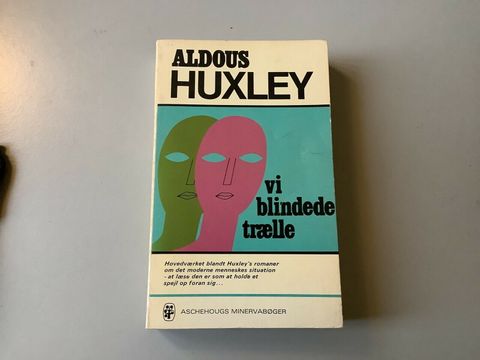 ALDOUS
HUXLEY
vi
blindede
trælle
Hovedværket blandt Huxley's romaner
om det moderne menneskes situation
- at læse den er som at holde et
spejl op foran sig...
ASCHEHOUGS MINERVABØGER